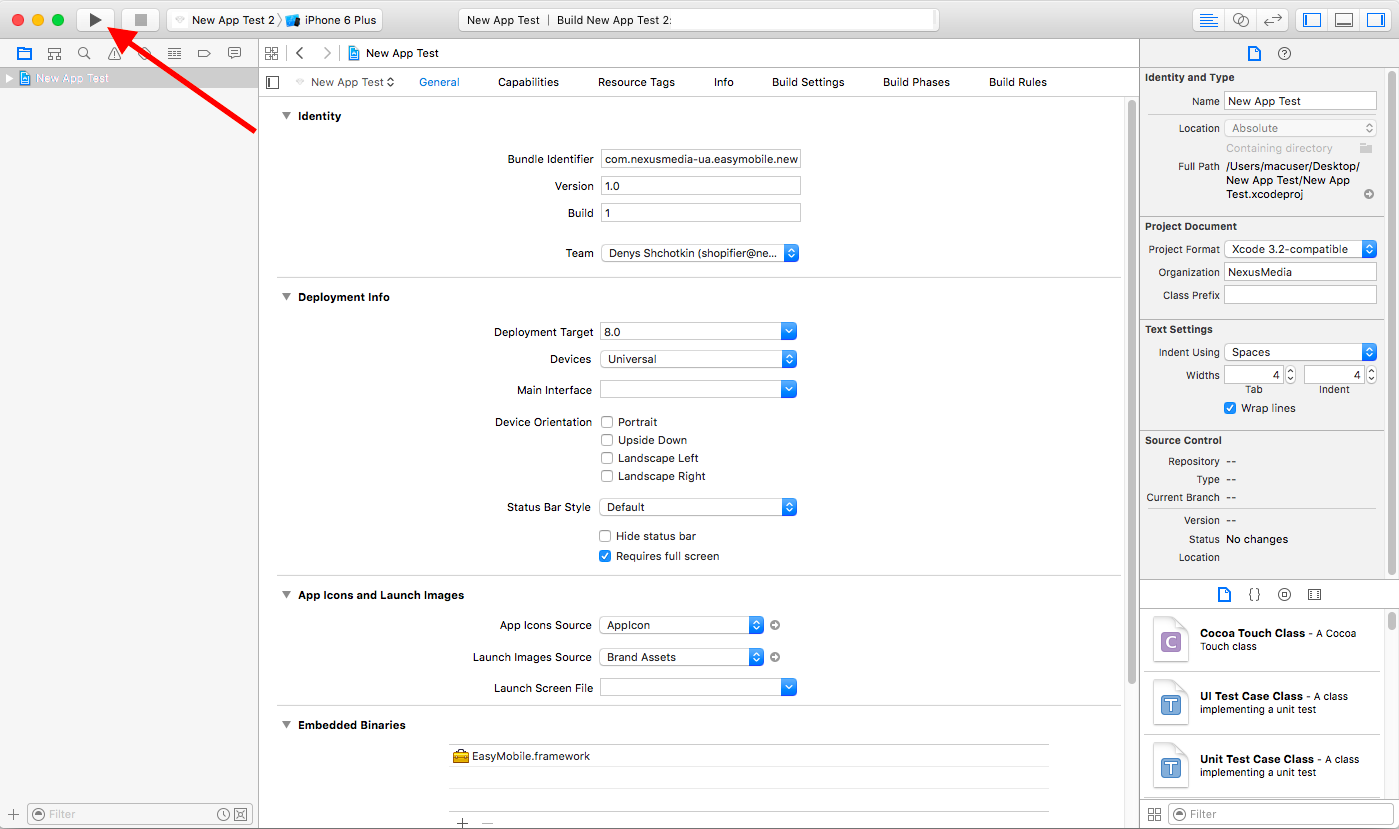 New App Test 2 iPhone 6 Plus
New App Test | Build New App Test 2:
New App Test
New App Test
New App Test
General
Capabilities
Resource Tags
Info
Build Settings
Build Phases
Build Rules
Identity
Bundle Identifier com.nexusmedia-ua.easymobile.new
Version 1.0
Build 1
Team Denys Shchotkin (shopifier@ne...
Deployment Info
Deployment Target 8.0
Devices Universal
Main Interface
Device Orientation Portrait
Upside Down
Landscape Left
Landscape Right
Status Bar Style Default
Hide status bar
Requires full screen
App Icons and Launch Images
App Icons Source AppIcon
Launch Images Source Brand Assets
Launch Screen File
Embedded Binaries
EasyMobile.framework
Filter
Identity and Type
Name New App Test
Location Absolute
Containing directory
Full Path /Users/macuser/Desktop/
New App Test/New App
Test.xcodeproj
Project Document
Project Format Xcode 3.2-compatible
Organization NexusMedia
Class Prefix
Text Settings
Indent Using Spaces
Widths 4 4
Tab Indent
Wrap lines
Source Control
Repository --
Type --
Current Branch --
Version --
Status No changes
Location
{}
C
Cocoa Touch Class - A Cocoa
Touch class
T
UI Test Case Class - A class
implementing a unit test
T
Unit Test Case Class - A class
implementing a unit test
Filter